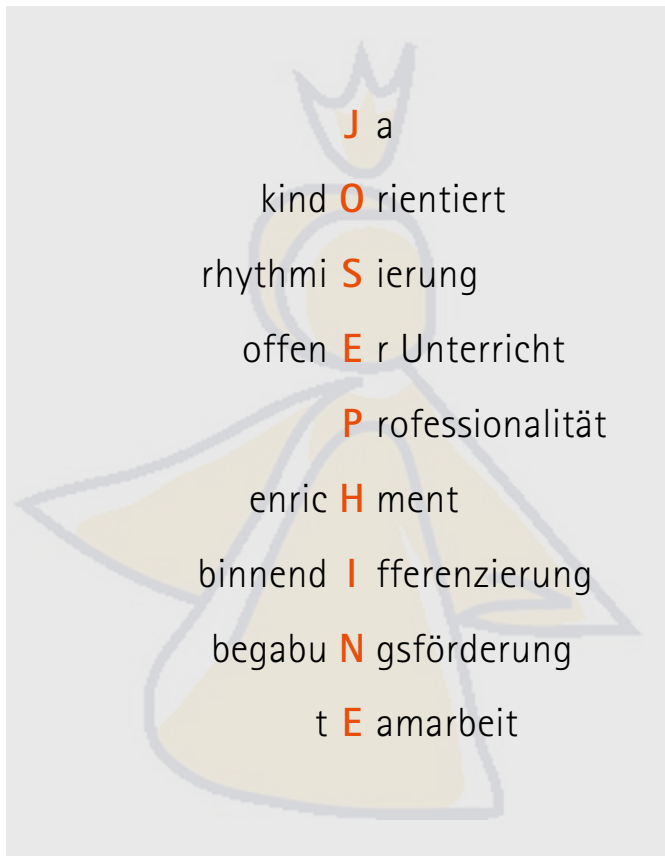 J a
kind O rientiert
rhythmi S ierung
offen E r Unterricht
P rofessionalität
enric H ment
binnend I fferenzierung
begabu N gsförderung
t E amarbeit